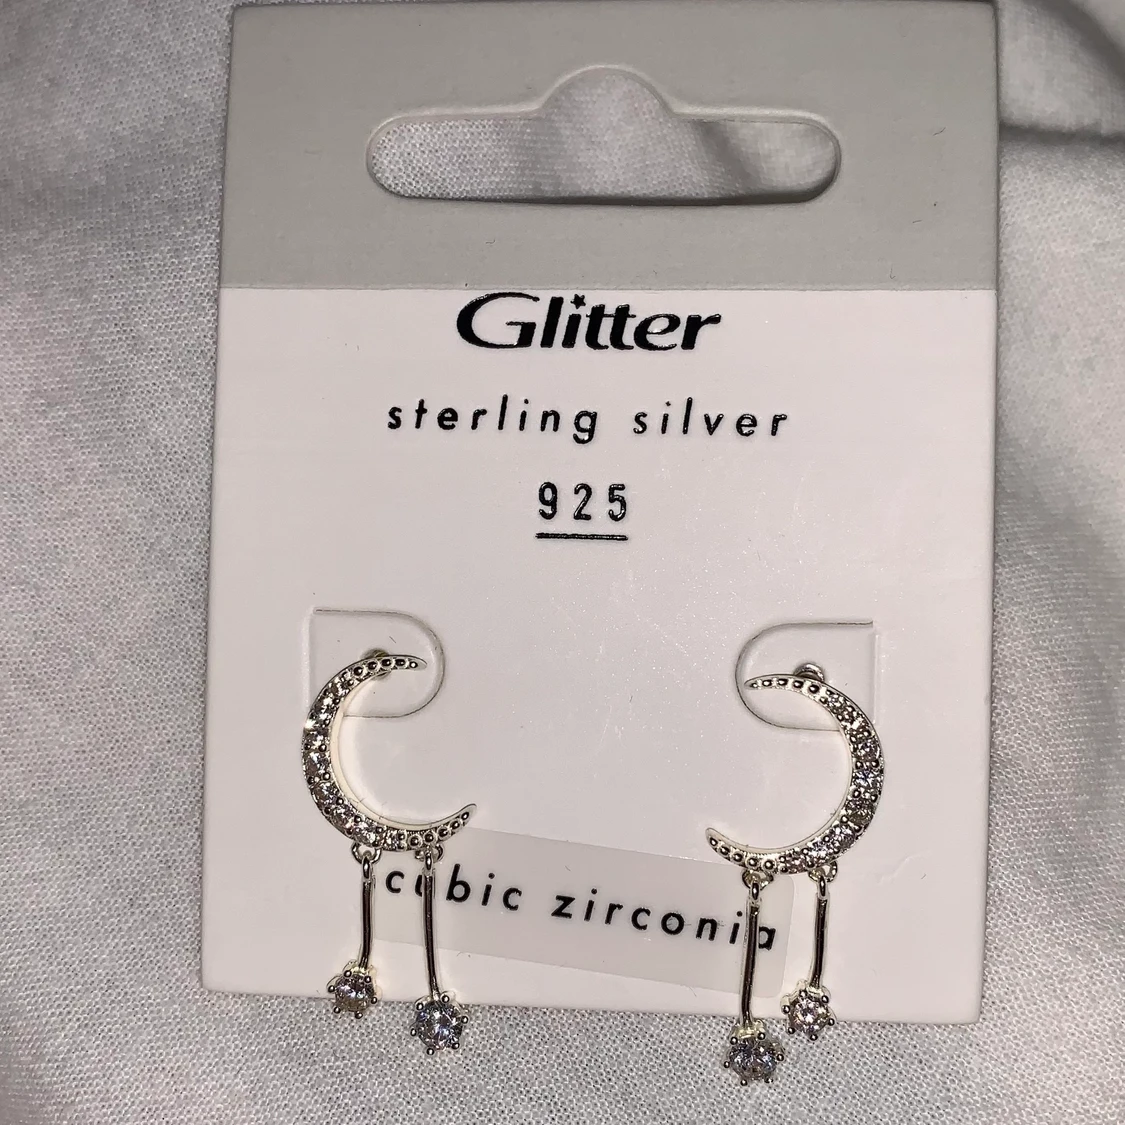 Glitter
sterling silver
925
cubic zirconia